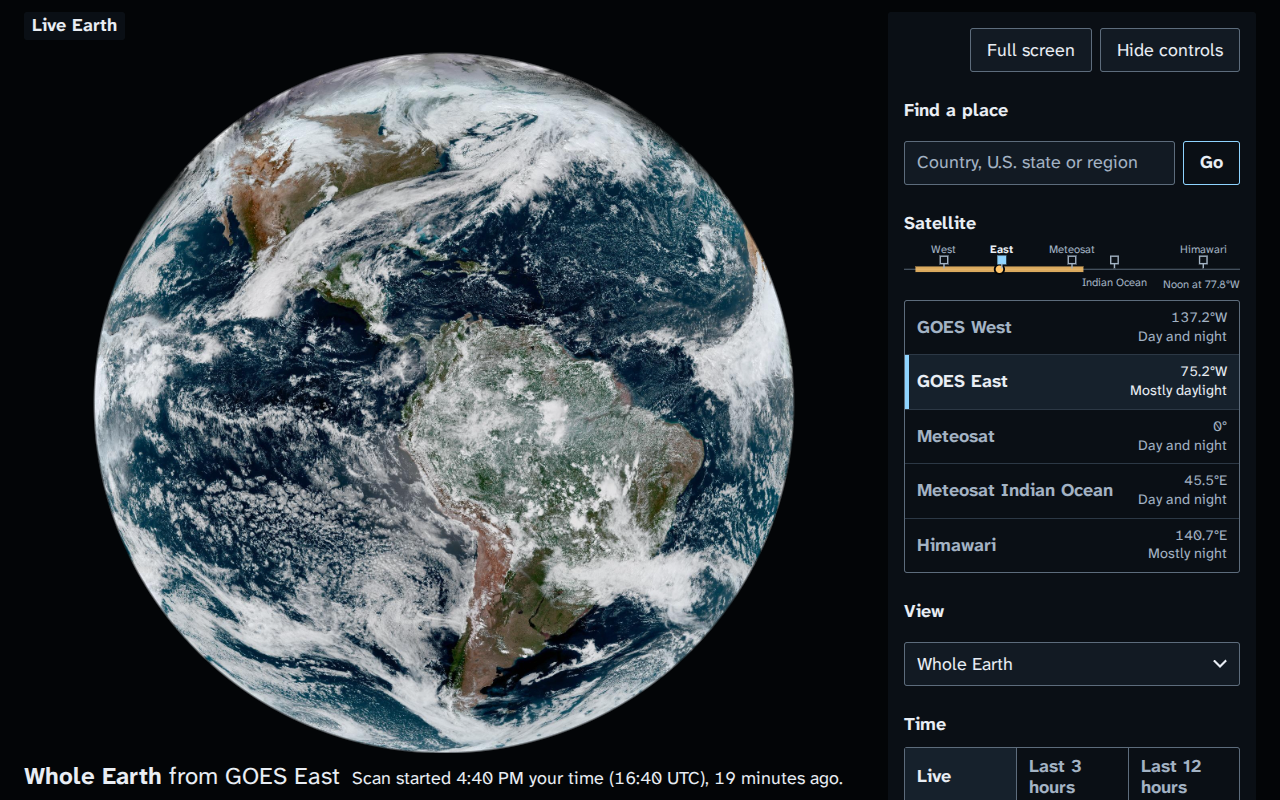 Live Earth
Full screen
Hide controls
Find a place
Country, U.S. state or region
Go
Satellite
West
East
Meteosat
Himawari
Indian Ocean
Noon at 77.8°W
GOES West
137.2°W
Day and night
GOES East
75.2°W
Mostly daylight
Meteosat
0°
Day and night
Meteosat Indian Ocean
45.5°E
Day and night
Himawari
140.7°E
Mostly night
View
Whole Earth
Time
Live
Last 3
hours
Last 12
hours
Whole Earth from GOES East Scan started 4:40 PM your time (16:40 UTC), 19 minutes ago.